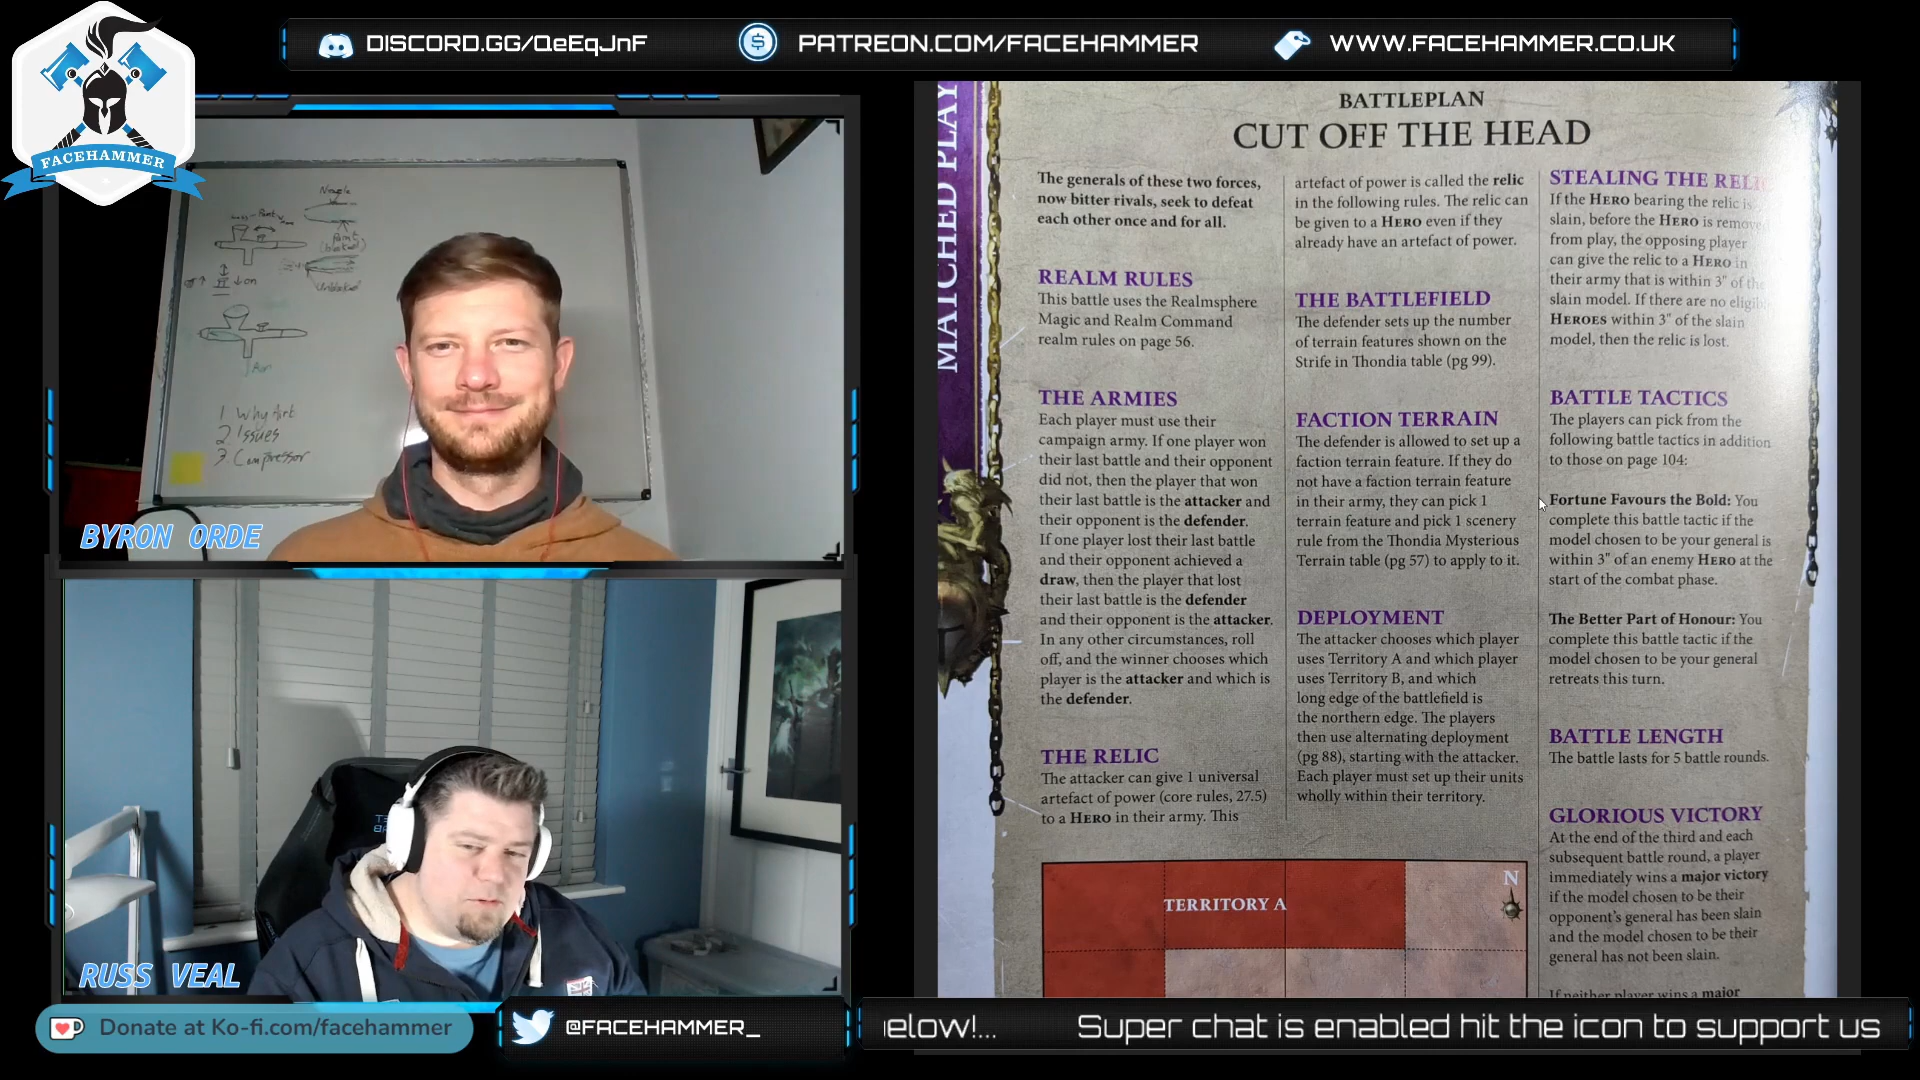 DISCORD.GG/QeEqJnF
PATREON.COM/FACEHAMMER
WWW.FACEHAMMER.CO.UK
FACEHAMMER
Nozzle
Paint
(blocked)
Unblocked
on
Air
1 Why Airb
2 Issues
3 Compressor
BYRON ORDE
RUSS VEAL
MATCHED PLAY
BATTLEPLAN
CUT OFF THE HEAD
The generals of these two forces,
now bitter rivals, seek to defeat
each other once and for all.
REALM RULES
This battle uses the Realmsphere
Magic and Realm Command
realm rules on page 56.
THE ARMIES
Each player must use their
campaign army. If one player won
their last battle and their opponent
did not, then the player that won
their last battle is the attacker and
their opponent is the defender.
If one player lost their last battle
and their opponent achieved a
draw, then the player that lost
their last battle is the defender
and their opponent is the attacker.
In any other circumstances, roll
off, and the winner chooses which
player is the attacker and which is
the defender.
THE RELIC
The attacker can give 1 universal
artefact of power (core rules, 27.5)
to a HERO in their army. This
artefact of power is called the relic
in the following rules. The relic can
be given to a HERO even if they
already have an artefact of power.
THE BATTLEFIELD
The defender sets up the number
of terrain features shown on the
Strife in Thondia table (pg 99).
FACTION TERRAIN
The defender is allowed to set up a
faction terrain feature. If they do
not have a faction terrain feature
in their army, they can pick 1
terrain feature and pick 1 scenery
rule from the Thondia Mysterious
Terrain table (pg 57) to apply to it.
DEPLOYMENT
The attacker chooses which player
uses Territory A and which player
uses Territory B, and which
long edge of the battlefield is
the northern edge. The players
then use alternating deployment
(pg 88), starting with the attacker.
Each player must set up their units
wholly within their territory.
STEALING THE RELIC
If the HERO bearing the relic is
slain, before the HERO is removed
from play, the opposing player
can give the relic to a HERO in
their army that is within 3" of the
slain model. If there are no eligible
HEROES within 3" of the slain
model, then the relic is lost.
BATTLE TACTICS
The players can pick from the
following battle tactics in addition
to those on page 104:
Fortune Favours the Bold: You
complete this battle tactic if the
model chosen to be your general is
within 3" of an enemy HERO at the
start of the combat phase.
The Better Part of Honour: You
complete this battle tactic if the
model chosen to be your general
retreats this turn.
BATTLE LENGTH
The battle lasts for 5 battle rounds.
GLORIOUS VICTORY
At the end of the third and each
subsequent battle round, a player
immediately wins a major victory
if the model chosen to be their
opponent's general has been slain
and the model chosen to be their
general has not been slain.
If neither player wins a major
TERRITORY A
N
Donate at Ko-fi.com/facehammer
@FACEHAMMER_
elow!... Super chat is enabled hit the icon to support us